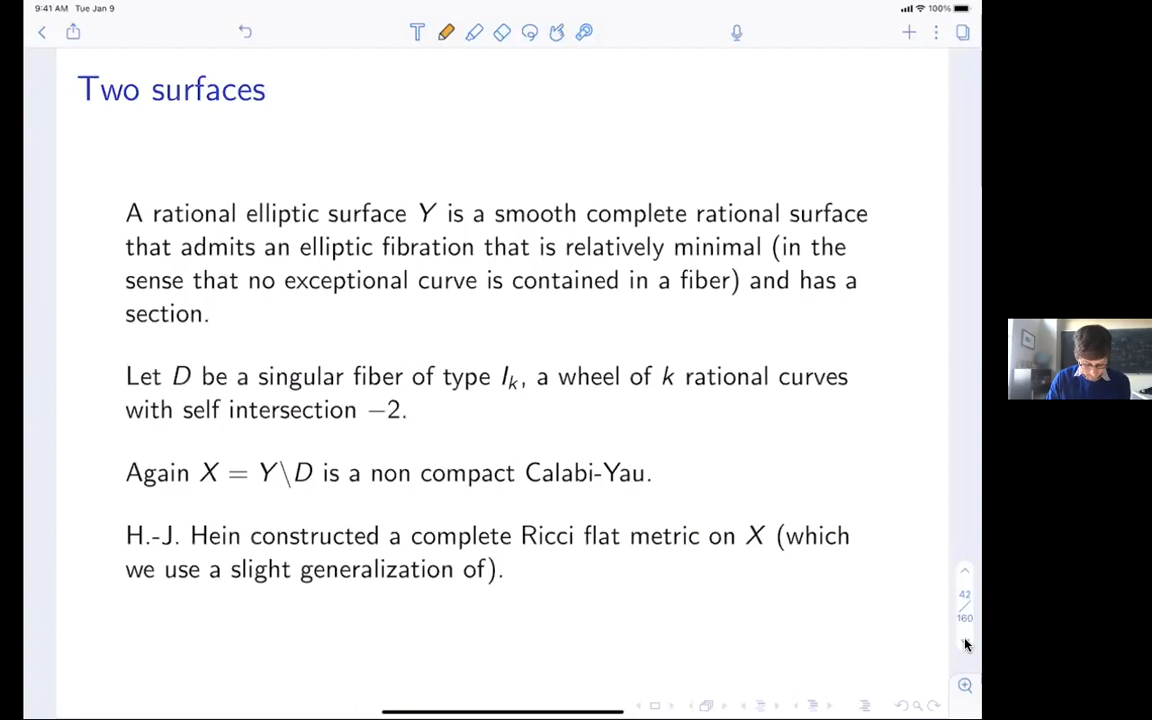 9:41 AM Tue Jan 9
100%
Two surfaces
A rational elliptic surface Y is a smooth complete rational surface
that admits an elliptic fibration that is relatively minimal (in the
sense that no exceptional curve is contained in a fiber) and has a
section.
Let D be a singular fiber of type Iₖ, a wheel of k rational curves
with self intersection −2.
Again X = Y\D is a non compact Calabi-Yau.
H.-J. Hein constructed a complete Ricci flat metric on X (which
we use a slight generalization of).
42
/
160